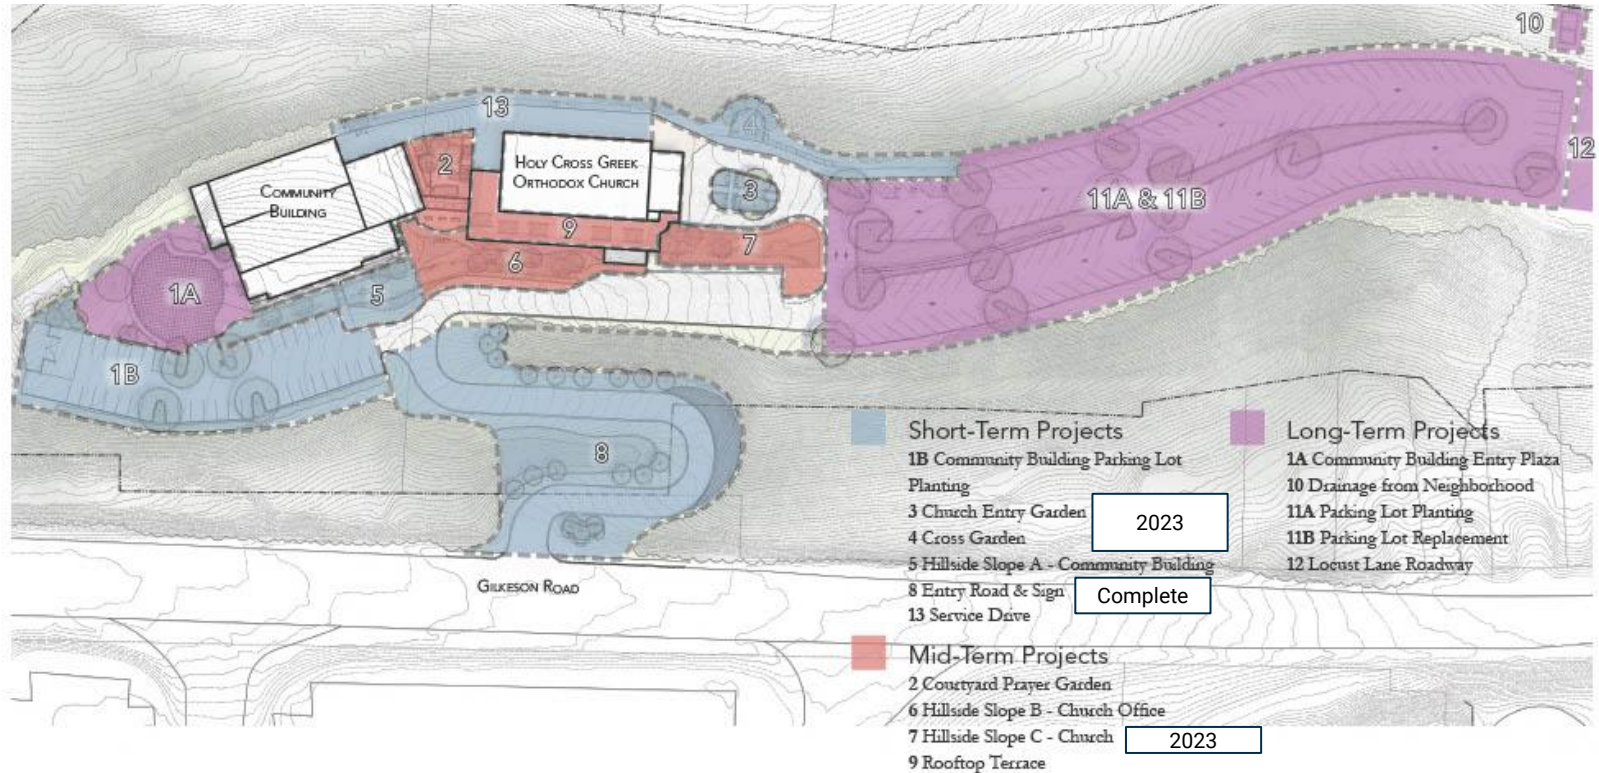 10
13
4
2
HOLY CROSS GREEK
ORTHODOX CHURCH
12
COMMUNITY
BUILDING
3
11A & 11B
9
7
6
1A
5
1B
8
GILKESON ROAD
Short-Term Projects
1B Community Building Parking Lot
Planting
3 Church Entry Garden
2023
4 Cross Garden
5 Hillside Slope A - Community Building
8 Entry Road & Sign
Complete
13 Service Drive
Mid-Term Projects
2 Courtyard Prayer Garden
6 Hillside Slope B - Church Office
7 Hillside Slope C - Church
2023
9 Rooftop Terrace
Long-Term Projects
1A Community Building Entry Plaza
10 Drainage from Neighborhood
11A Parking Lot Planting
11B Parking Lot Replacement
12 Locust Lane Roadway